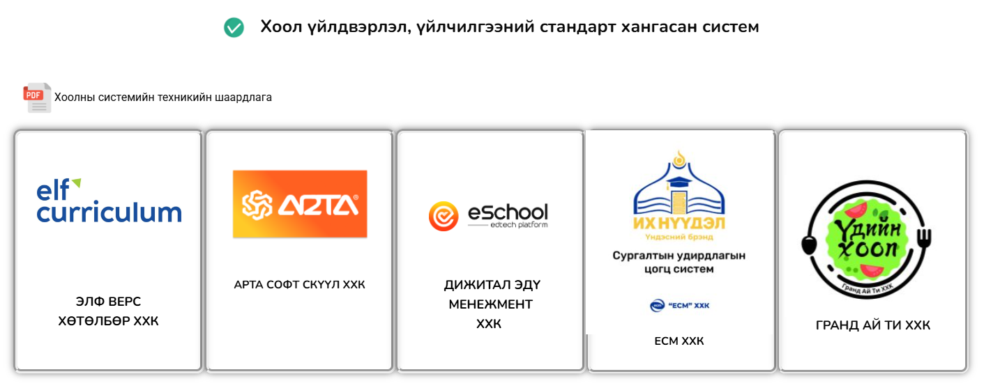 Хоол үйлдвэрлэл, үйлчилгээний стандарт хангасан систем
PDF
Хоолны системийн техникийн шаардлага
elf
curriculum
ЭЛФ ВЕРС
ХӨТӨЛБӨР ХХК
АРТА
АРТА СОФТ СКҮҮЛ ХХК
eSchool
edtech platform
ДИЖИТАЛ ЭДҮ
МЕНЕЖМЕНТ
ХХК
ИХ НҮҮДЭЛ
Үндэсний брэнд
Сургалтын удирдлагын
цогц систем
"ЕСМ" ХХК
ЕСМ ХХК
Үдийн
хоол
Гранд Ай Ти ХХК
ГРАНД АЙ ТИ ХХК